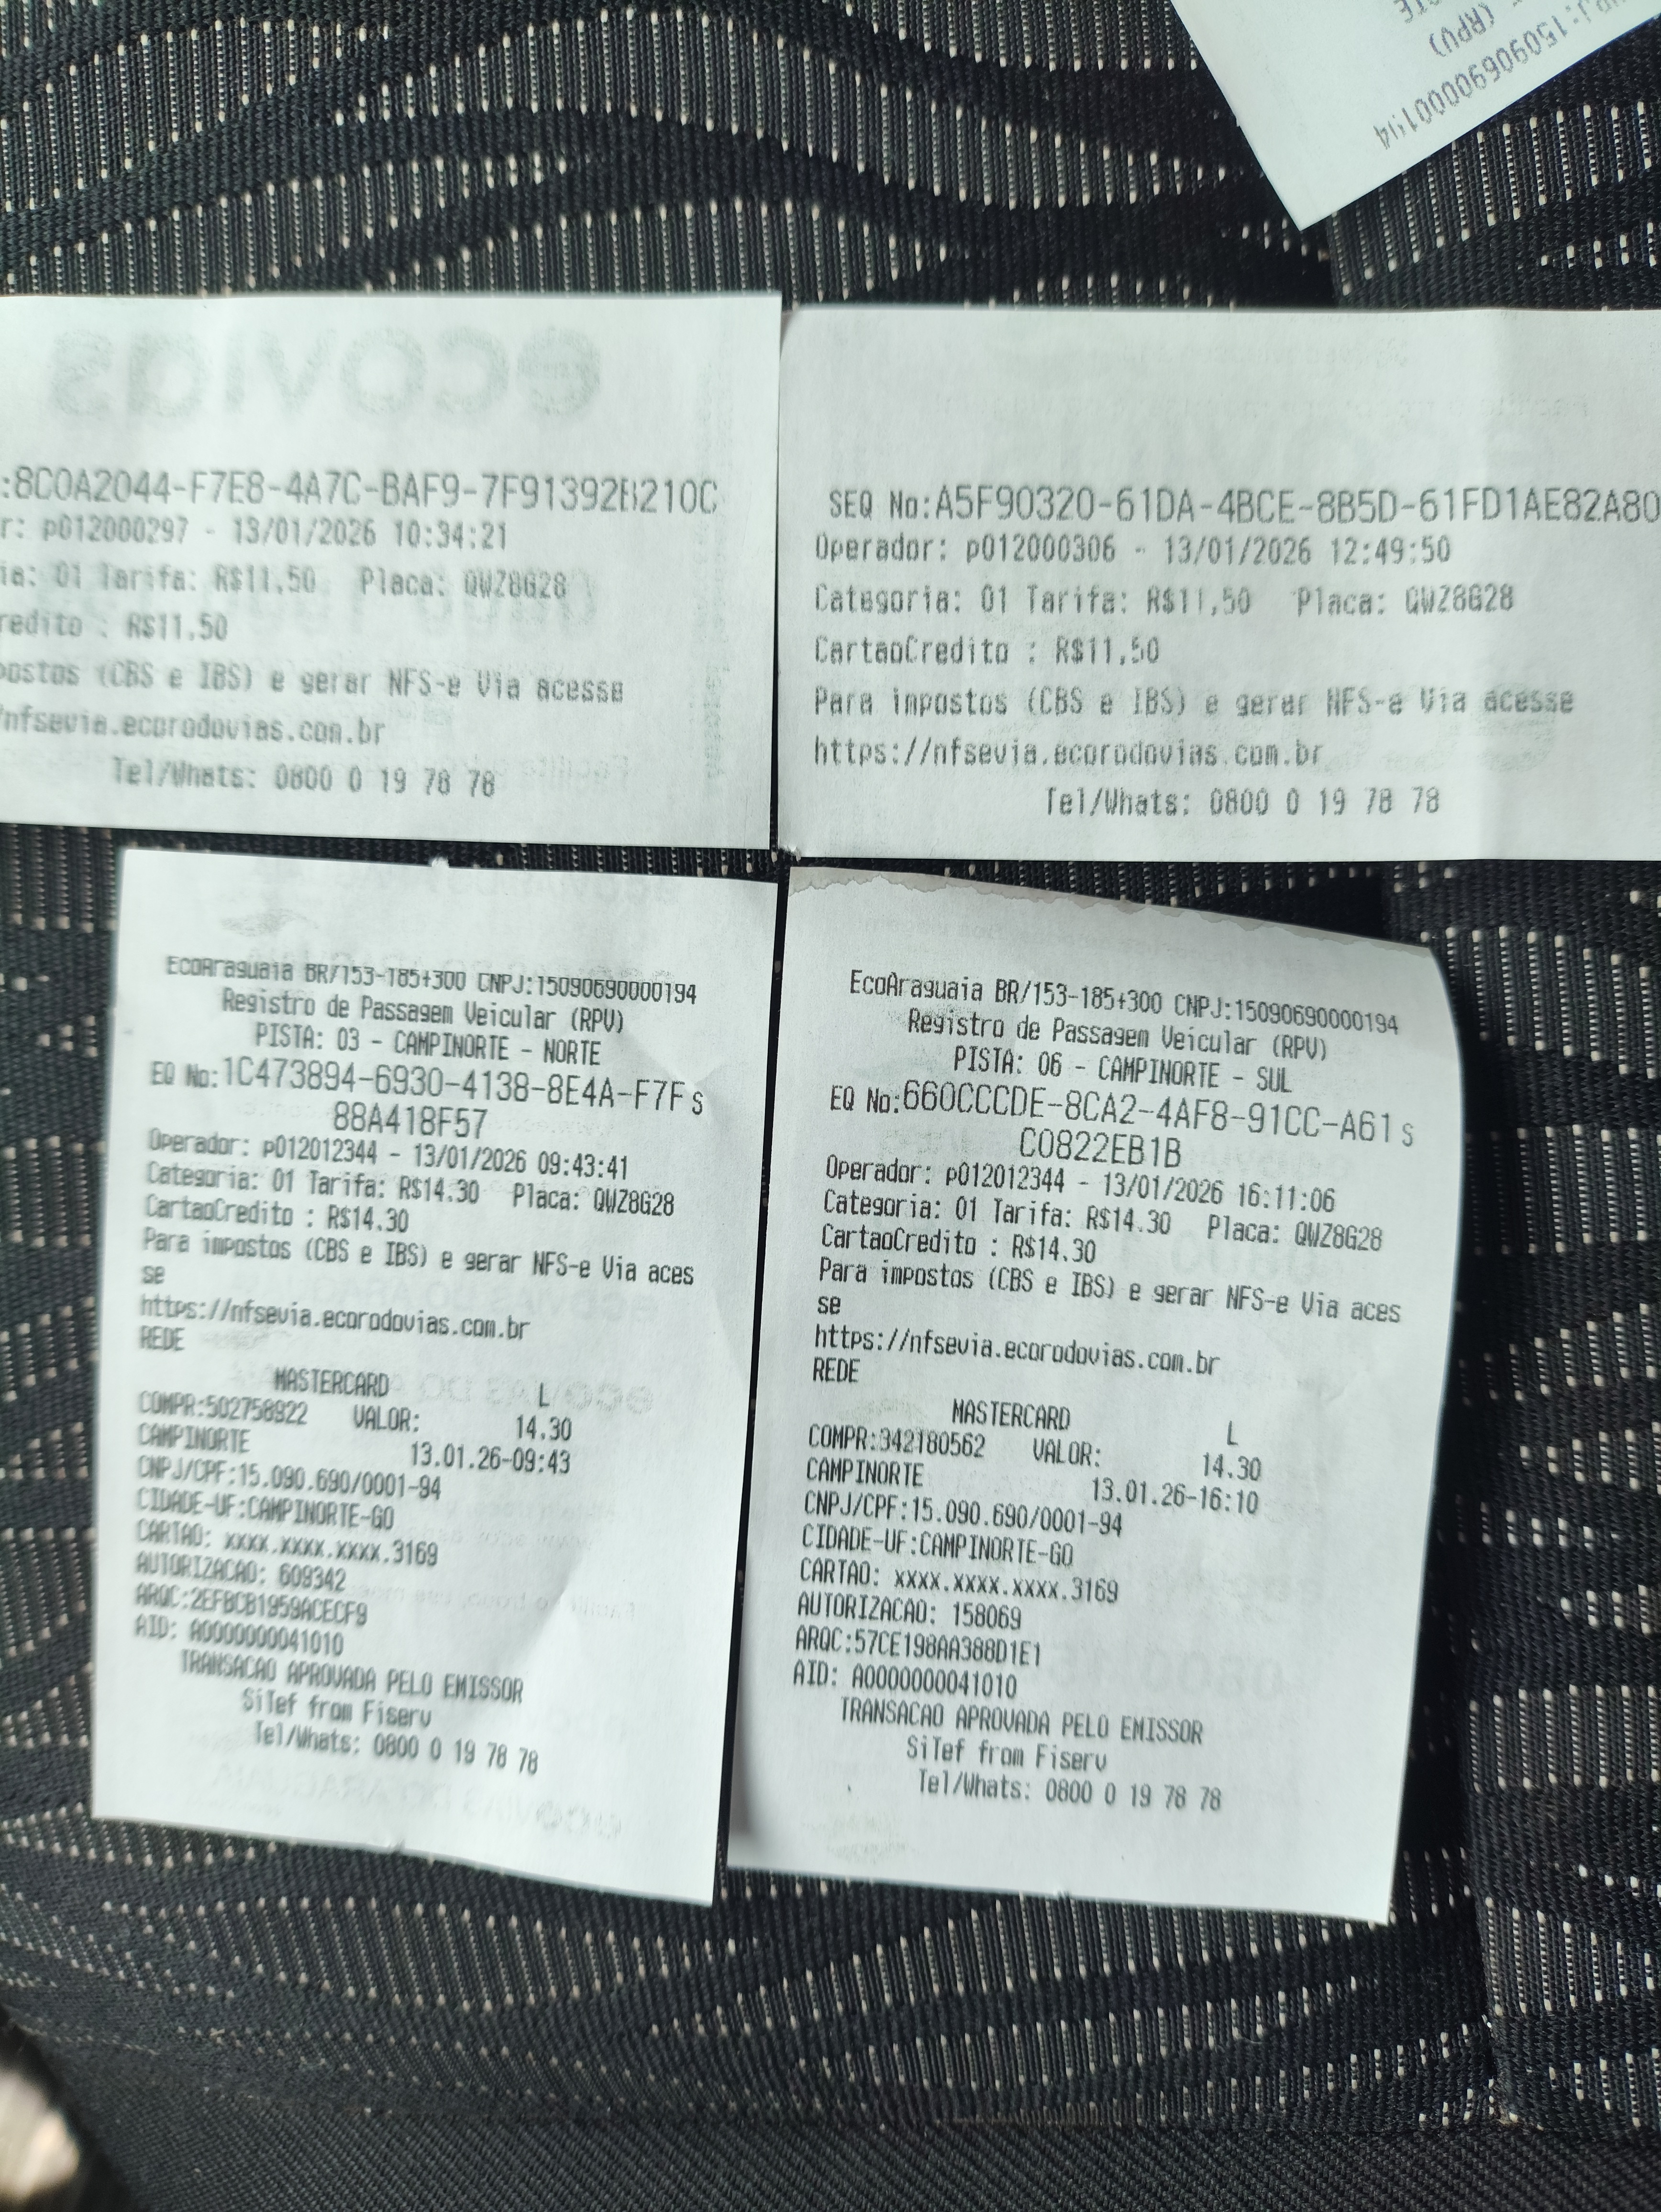 (RPV)
15090690000194
:8C0A2044-F7E8-4A7C-BAF9-7F91392B210C
r: p012000297 - 13/01/2026 10:34:21
ia: 01 Tarifa: R$11,50 Placa: QWZ8G28
redito : R$11,50
postos (CBS e IBS) e gerar NFS-e Via acesse
/nfsevia.ecorodovias.com.br
Tel/Whats: 0800 0 19 78 78
SEQ No:A5F90320-61DA-4BCE-8B5D-61FD1AE82A80
Operador: p012000306 - 13/01/2026 12:49:50
Categoria: 01 Tarifa: R$11,50 Placa: QWZ8G28
CartaoCredito : R$11,50
Para impostos (CBS e IBS) e gerar NFS-e Via acesse
https://nfsevia.ecorodovias.com.br
Tel/Whats: 0800 0 19 78 78
EcoAraguaia BR/153-185+300 CNPJ:15090690000194
Registro de Passagem Veicular (RPV)
PISTA: 03 - CAMPINORTE - NORTE
EQ No:1C473894-6930-4138-8E4A-F7F s
88A418F57
Operador: p012012344 - 13/01/2026 09:43:41
Categoria: 01 Tarifa: R$14.30 Placa: QWZ8G28
CartaoCredito : R$14.30
Para impostos (CBS e IBS) e gerar NFS-e Via aces
se
https://nfsevia.ecorodovias.com.br
REDE
MASTERCARD L
COMPR:502758922 VALOR: 14.30
CAMPINORTE 13.01.26-09:43
CNPJ/CPF:15.090.690/0001-94
CIDADE-UF:CAMPINORTE-GO
CARTAO: xxxx.xxxx.xxxx.3169
AUTORIZACAO: 609342
ARQC:2EFBCB1959ACECF9
AID: A0000000041010
TRANSACAO APROVADA PELO EMISSOR
SiTef from Fiserv
Tel/Whats: 0800 0 19 78 78
EcoAraguaia BR/153-185+300 CNPJ:15090690000194
Registro de Passagem Veicular (RPV)
PISTA: 06 - CAMPINORTE - SUL
EQ No:660CCCDE-8CA2-4AF8-91CC-A61 s
C0822EB1B
Operador: p012012344 - 13/01/2026 16:11:06
Categoria: 01 Tarifa: R$14.30 Placa: QWZ8G28
CartaoCredito : R$14.30
Para impostos (CBS e IBS) e gerar NFS-e Via aces
se
https://nfsevia.ecorodovias.com.br
REDE
MASTERCARD L
COMPR:342180562 VALOR: 14.30
CAMPINORTE 13.01.26-16:10
CNPJ/CPF:15.090.690/0001-94
CIDADE-UF:CAMPINORTE-GO
CARTAO: xxxx.xxxx.xxxx.3169
AUTORIZACAO: 158069
ARQC:57CE198AA388D1E1
AID: A0000000041010
TRANSACAO APROVADA PELO EMISSOR
SiTef from Fiserv
Tel/Whats: 0800 0 19 78 78